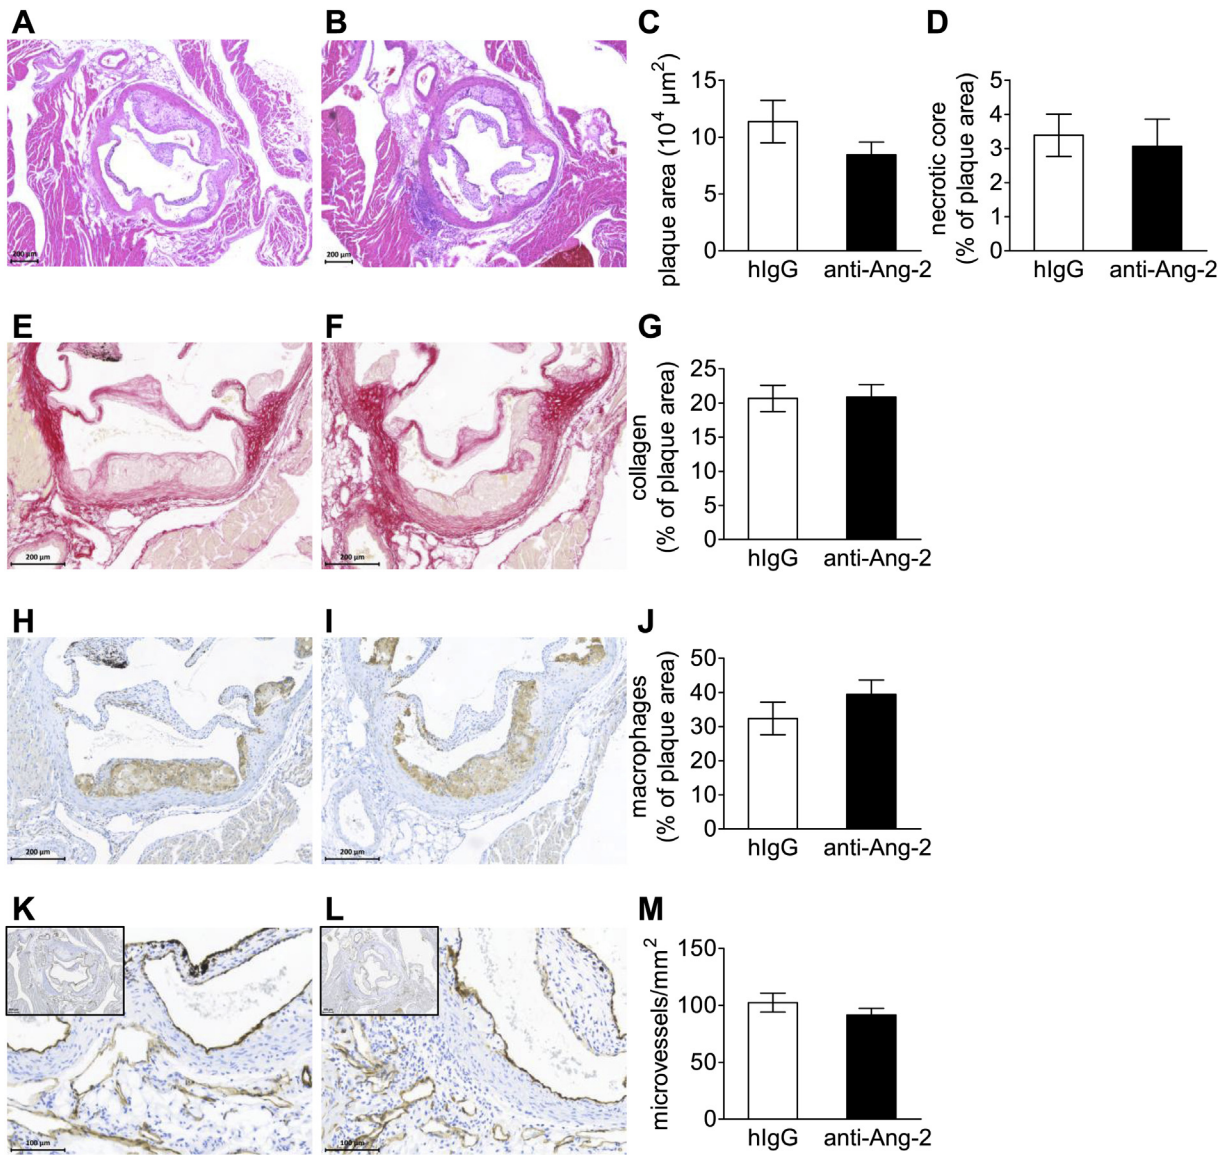 A
B
C
D
200 µm
200 µm
plaque area (10⁴ µm²)
15
10
5
0
hIgG
anti-Ang-2
necrotic core
(% of plaque area)
5
4
3
2
1
0
hIgG
anti-Ang-2
E
F
G
200 µm
200 µm
collagen
(% of plaque area)
25
20
15
10
5
0
hIgG
anti-Ang-2
H
I
J
200 µm
200 µm
macrophages
(% of plaque area)
50
40
30
20
10
0
hIgG
anti-Ang-2
K
L
M
100 µm
100 µm
microvessels/mm²
150
100
50
0
hIgG
anti-Ang-2